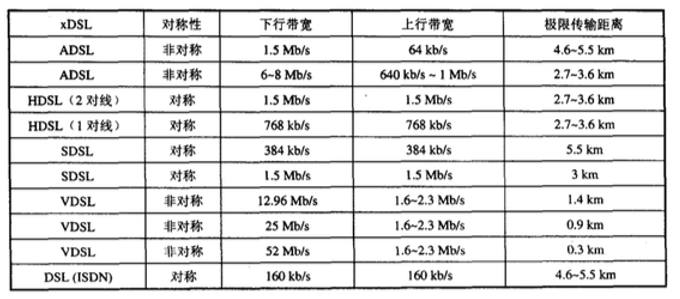 xDSL 对称性 下行带宽 上行带宽 极限传输距离
ADSL 非对称 1.5 Mb/s 64 kb/s 4.6~5.5 km
ADSL 非对称 6~8 Mb/s 640 kb/s ~ 1 Mb/s 2.7~3.6 km
HDSL（2 对线） 对称 1.5 Mb/s 1.5 Mb/s 2.7~3.6 km
HDSL（1 对线） 对称 768 kb/s 768 kb/s 2.7~3.6 km
SDSL 对称 384 kb/s 384 kb/s 5.5 km
SDSL 对称 1.5 Mb/s 1.5 Mb/s 3 km
VDSL 非对称 12.96 Mb/s 1.6~2.3 Mb/s 1.4 km
VDSL 非对称 25 Mb/s 1.6~2.3 Mb/s 0.9 km
VDSL 非对称 52 Mb/s 1.6~2.3 Mb/s 0.3 km
DSL (ISDN) 对称 160 kb/s 160 kb/s 4.6~5.5 km